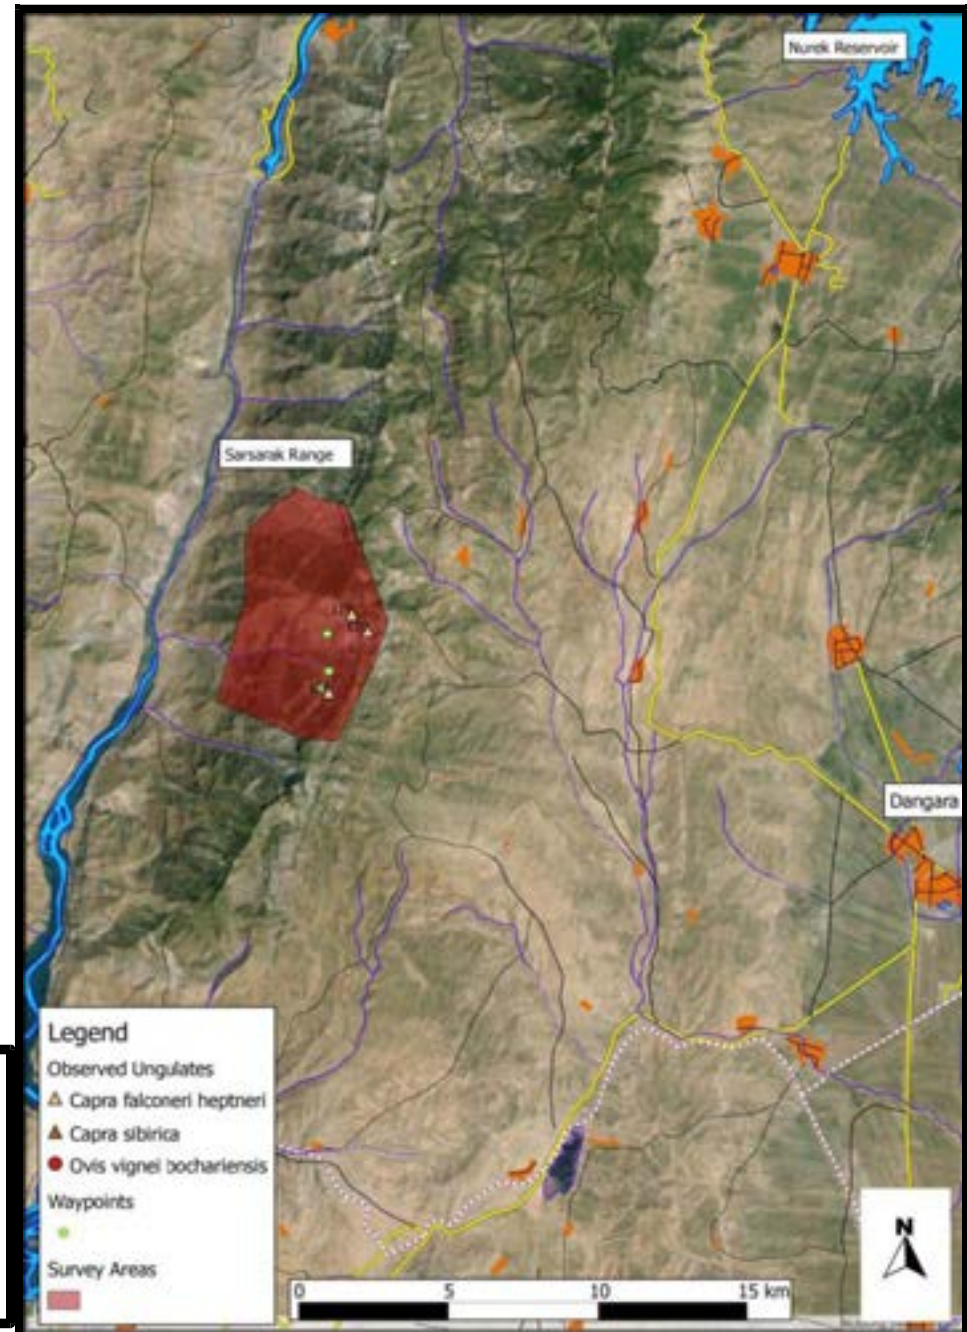 Nurek Reservoir
Sarsarak Range
Dangara
Legend
Observed Ungulates
Capra falconeri heptneri
Capra sibirica
Ovis vignei bochariensis
Waypoints
Survey Areas
N
0 5 10 15 km